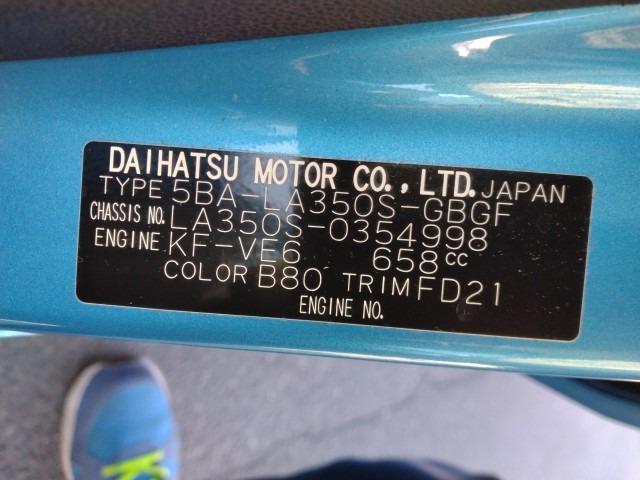 DAIHATSU MOTOR CO., LTD. JAPAN
TYPE 5BA-LA350S-GBGF
CHASSIS NO. LA350S-0354998
ENGINE KF-VE6 658cc
COLOR B80 TRIM FD21
ENGINE NO.